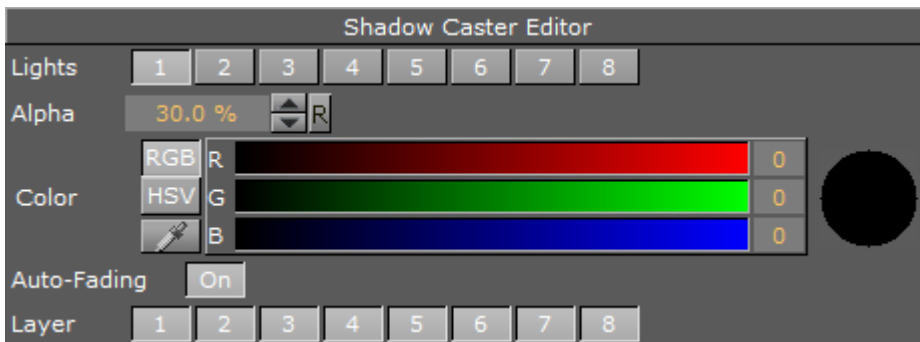 Shadow Caster Editor
Lights 1 2 3 4 5 6 7 8
Alpha 30.0 % R
RGB R 0
Color HSV G 0
B 0
Auto-Fading On
Layer 1 2 3 4 5 6 7 8